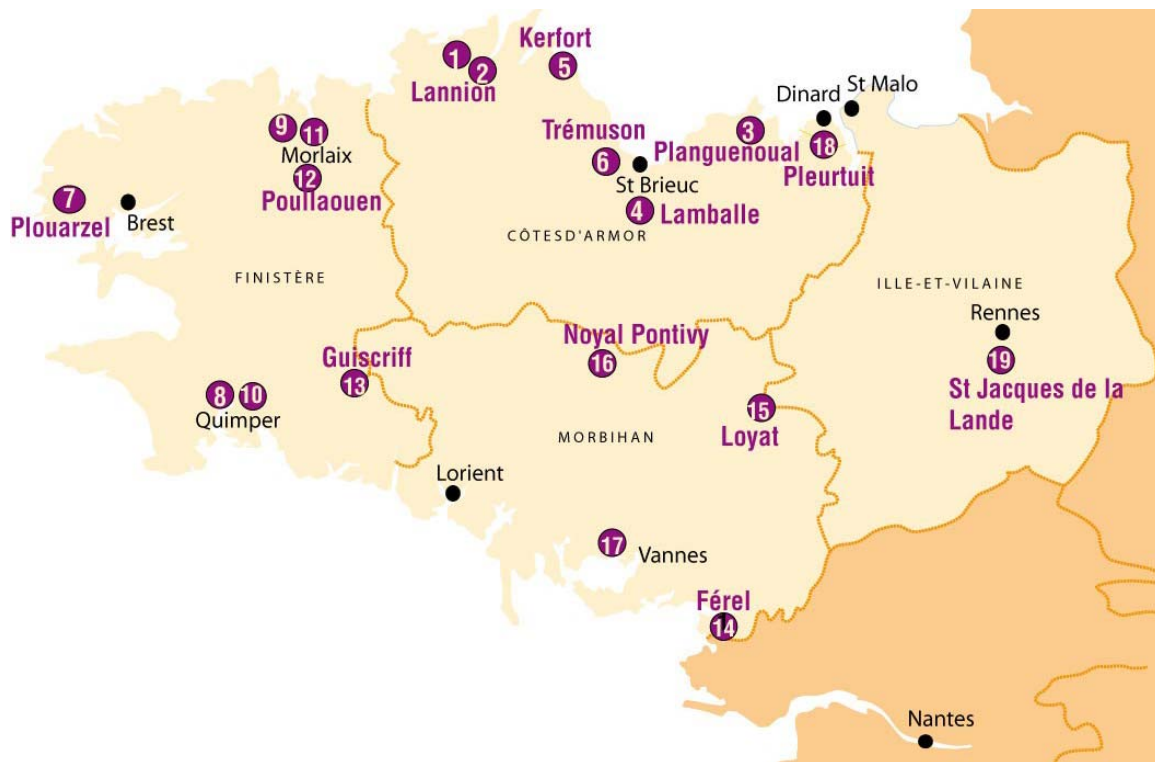 Kerfort
1
5
2
Lannion
Dinard
St Malo
9
11
Morlaix
Trémuson
3
6
Planguenoual
18
St Brieuc
Pleurtuit
12
Poullaouen
7
Plouarzel
Brest
4
Lamballe
CÔTESD'ARMOR
FINISTÈRE
ILLE-ET-VILAINE
Rennes
Noyal Pontivy
16
Guiscriff
13
19
St Jacques de la
Lande
8
10
Quimper
15
Loyat
MORBIHAN
Lorient
17
Vannes
Férel
14
Nantes